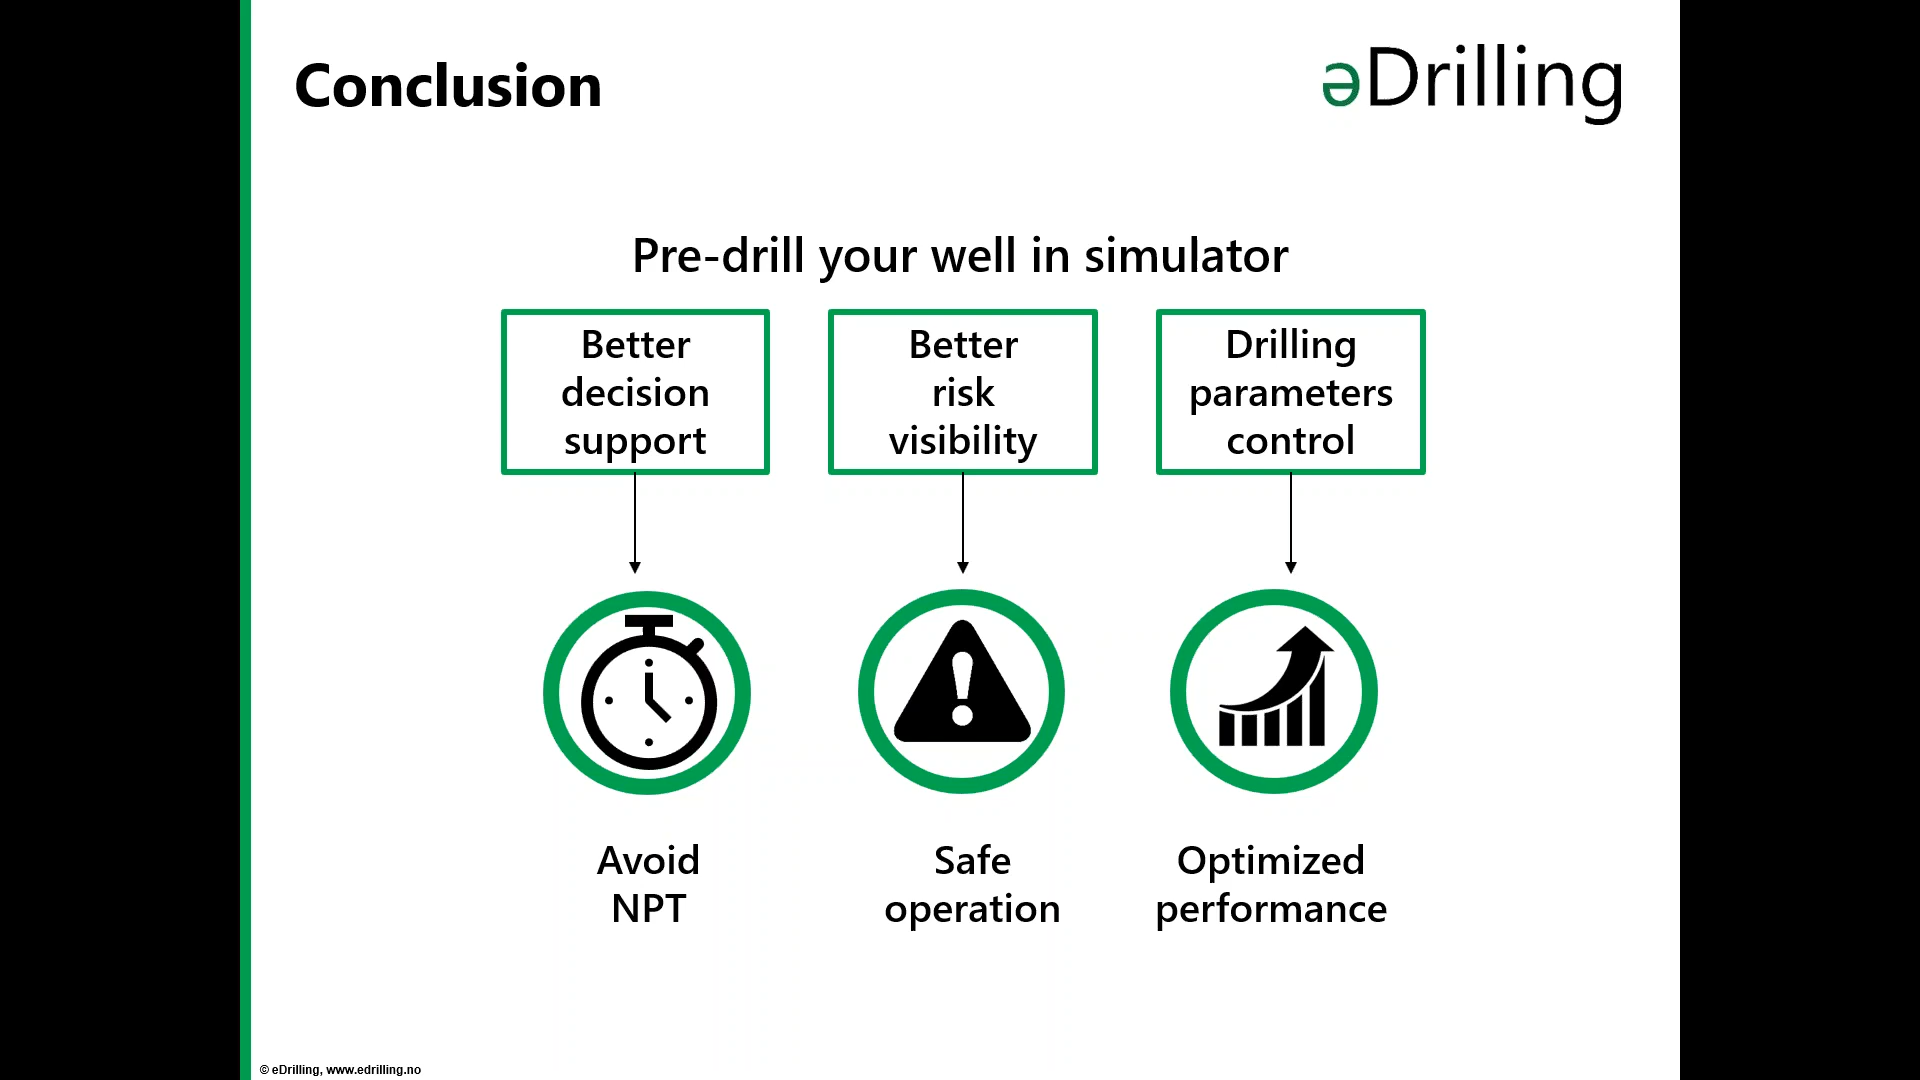 Conclusion
əDrilling
Pre-drill your well in simulator
Better
decision
support
Better
risk
visibility
Drilling
parameters
control
Avoid
NPT
Safe
operation
Optimized
performance
© eDrilling, www.edrilling.no